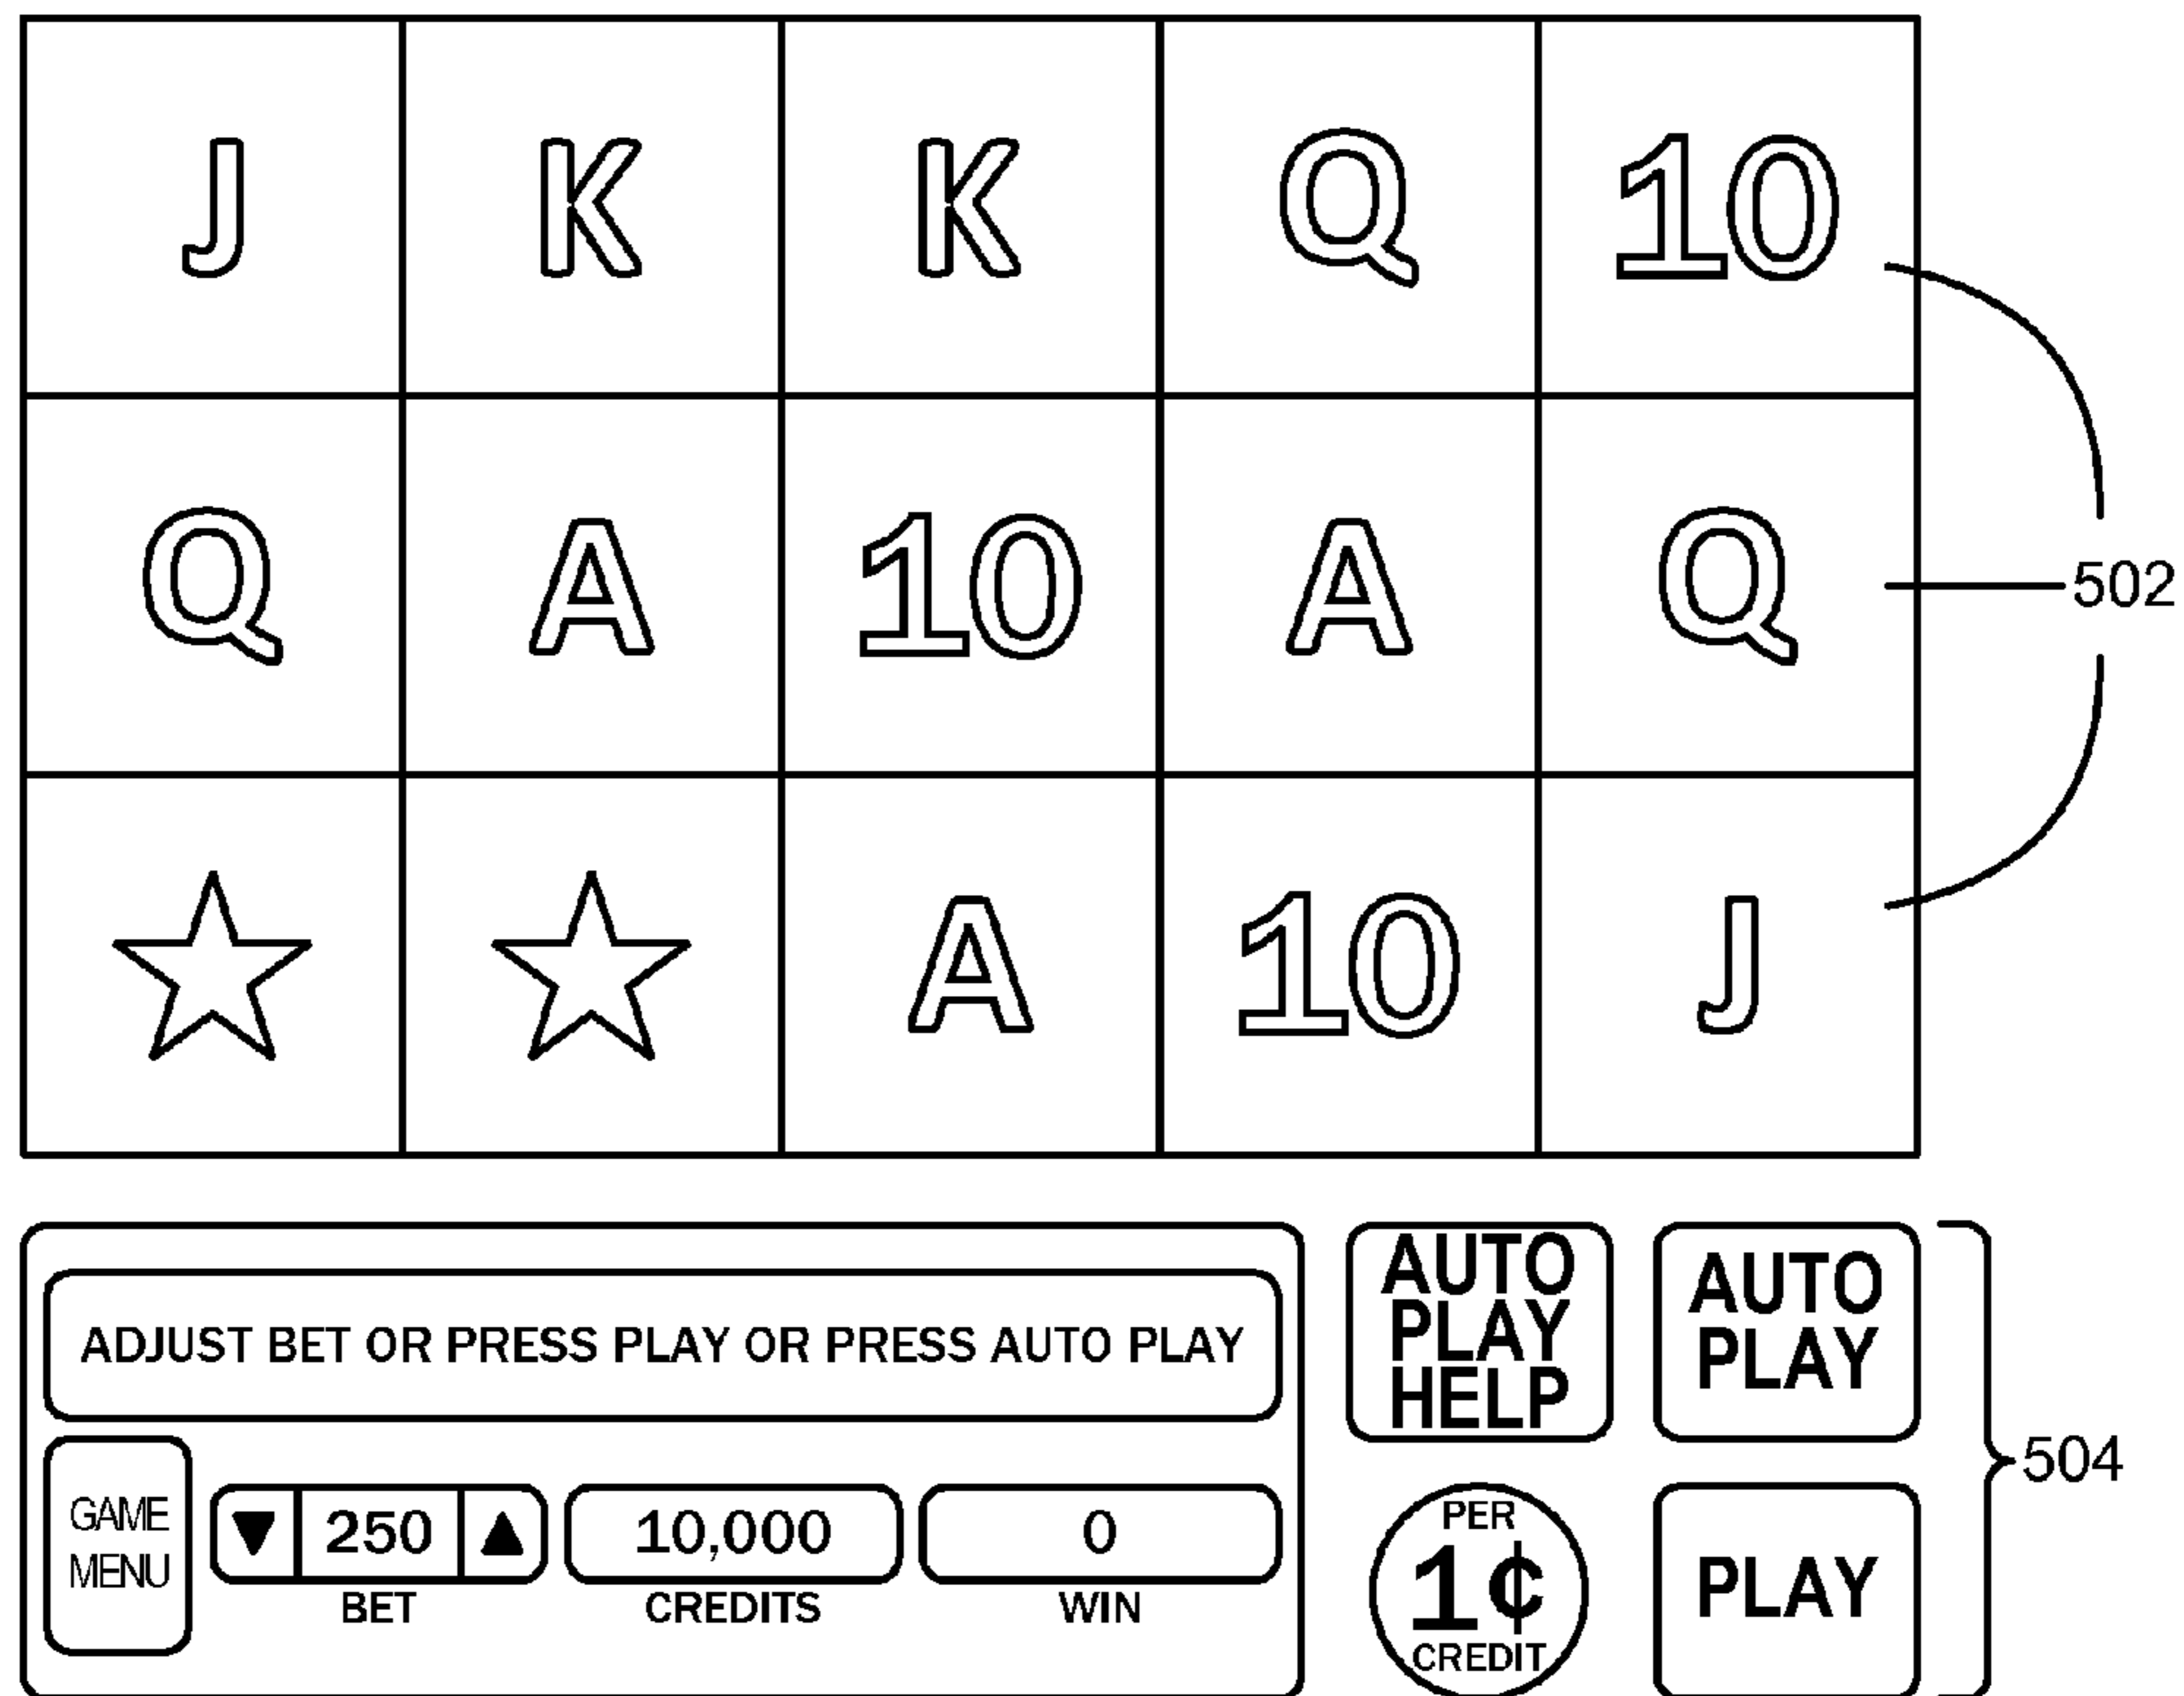 J K K Q 10
Q A 10 A Q
502
A 10 J
ADJUST BET OR PRESS PLAY OR PRESS AUTO PLAY
GAME
MENU
250
BET
10,000
CREDITS
0
WIN
AUTO
PLAY
HELP
AUTO
PLAY
PER
1¢
CREDIT
PLAY
504